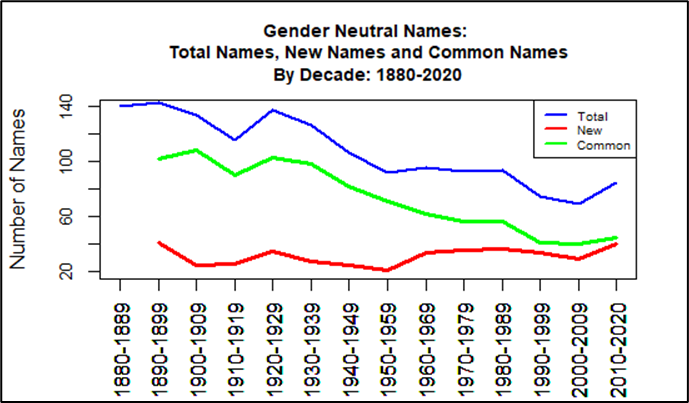 Gender Neutral Names:
Total Names, New Names and Common Names
By Decade: 1880-2020
Number of Names
140
100
60
20
Total
New
Common
1880-1889
1890-1899
1900-1909
1910-1919
1920-1929
1930-1939
1940-1949
1950-1959
1960-1969
1970-1979
1980-1989
1990-1999
2000-2009
2010-2020